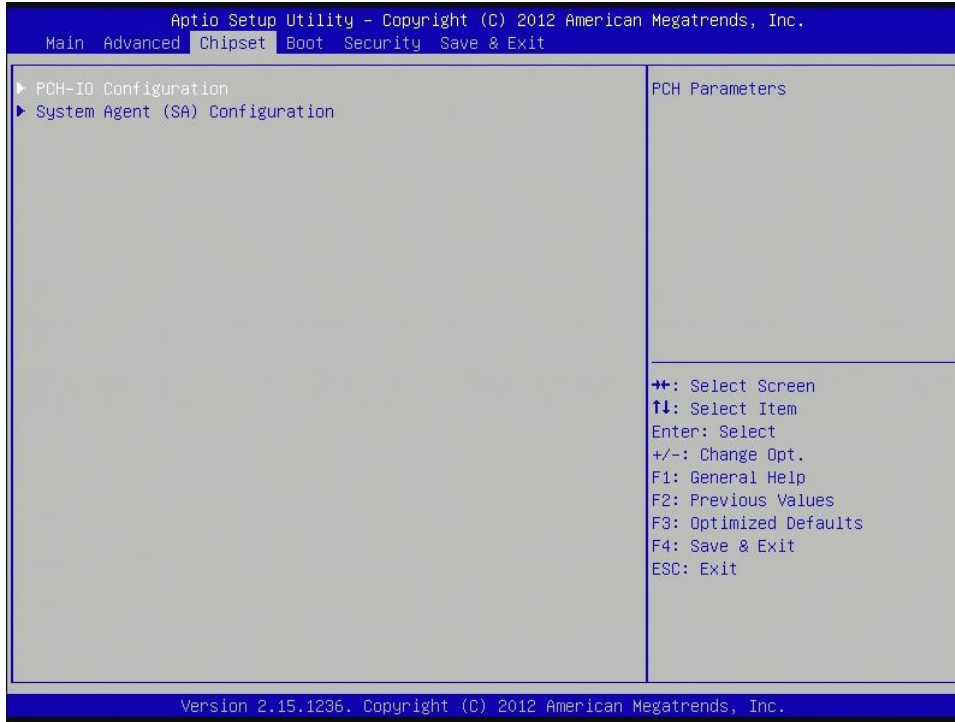 Aptio Setup Utility – Copyright (C) 2012 American Megatrends, Inc.
Main Advanced Chipset Boot Security Save & Exit
▶ PCH-IO Configuration
▶ System Agent (SA) Configuration
PCH Parameters
→←: Select Screen
↑↓: Select Item
Enter: Select
+/-: Change Opt.
F1: General Help
F2: Previous Values
F3: Optimized Defaults
F4: Save & Exit
ESC: Exit
Version 2.15.1236. Copyright (C) 2012 American Megatrends, Inc.